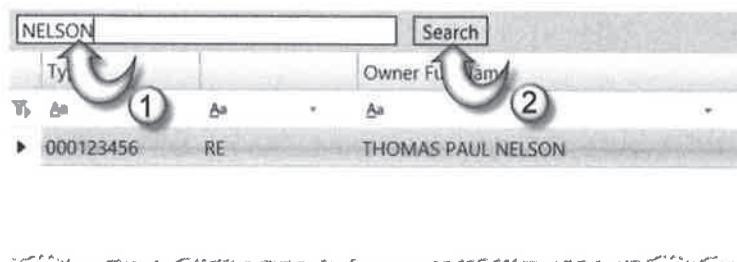 NELSON Search
1
Owner
2
Aa Aa Aa
000123456 RE THOMAS PAUL NELSON